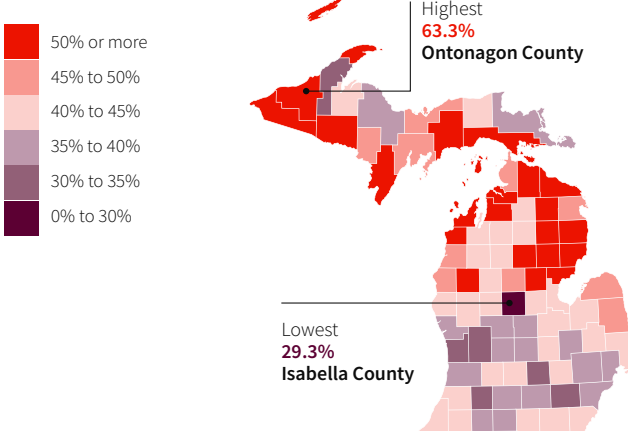 Highest
63.3%
Ontonagon County
50% or more
45% to 50%
40% to 45%
35% to 40%
30% to 35%
0% to 30%
Lowest
29.3%
Isabella County